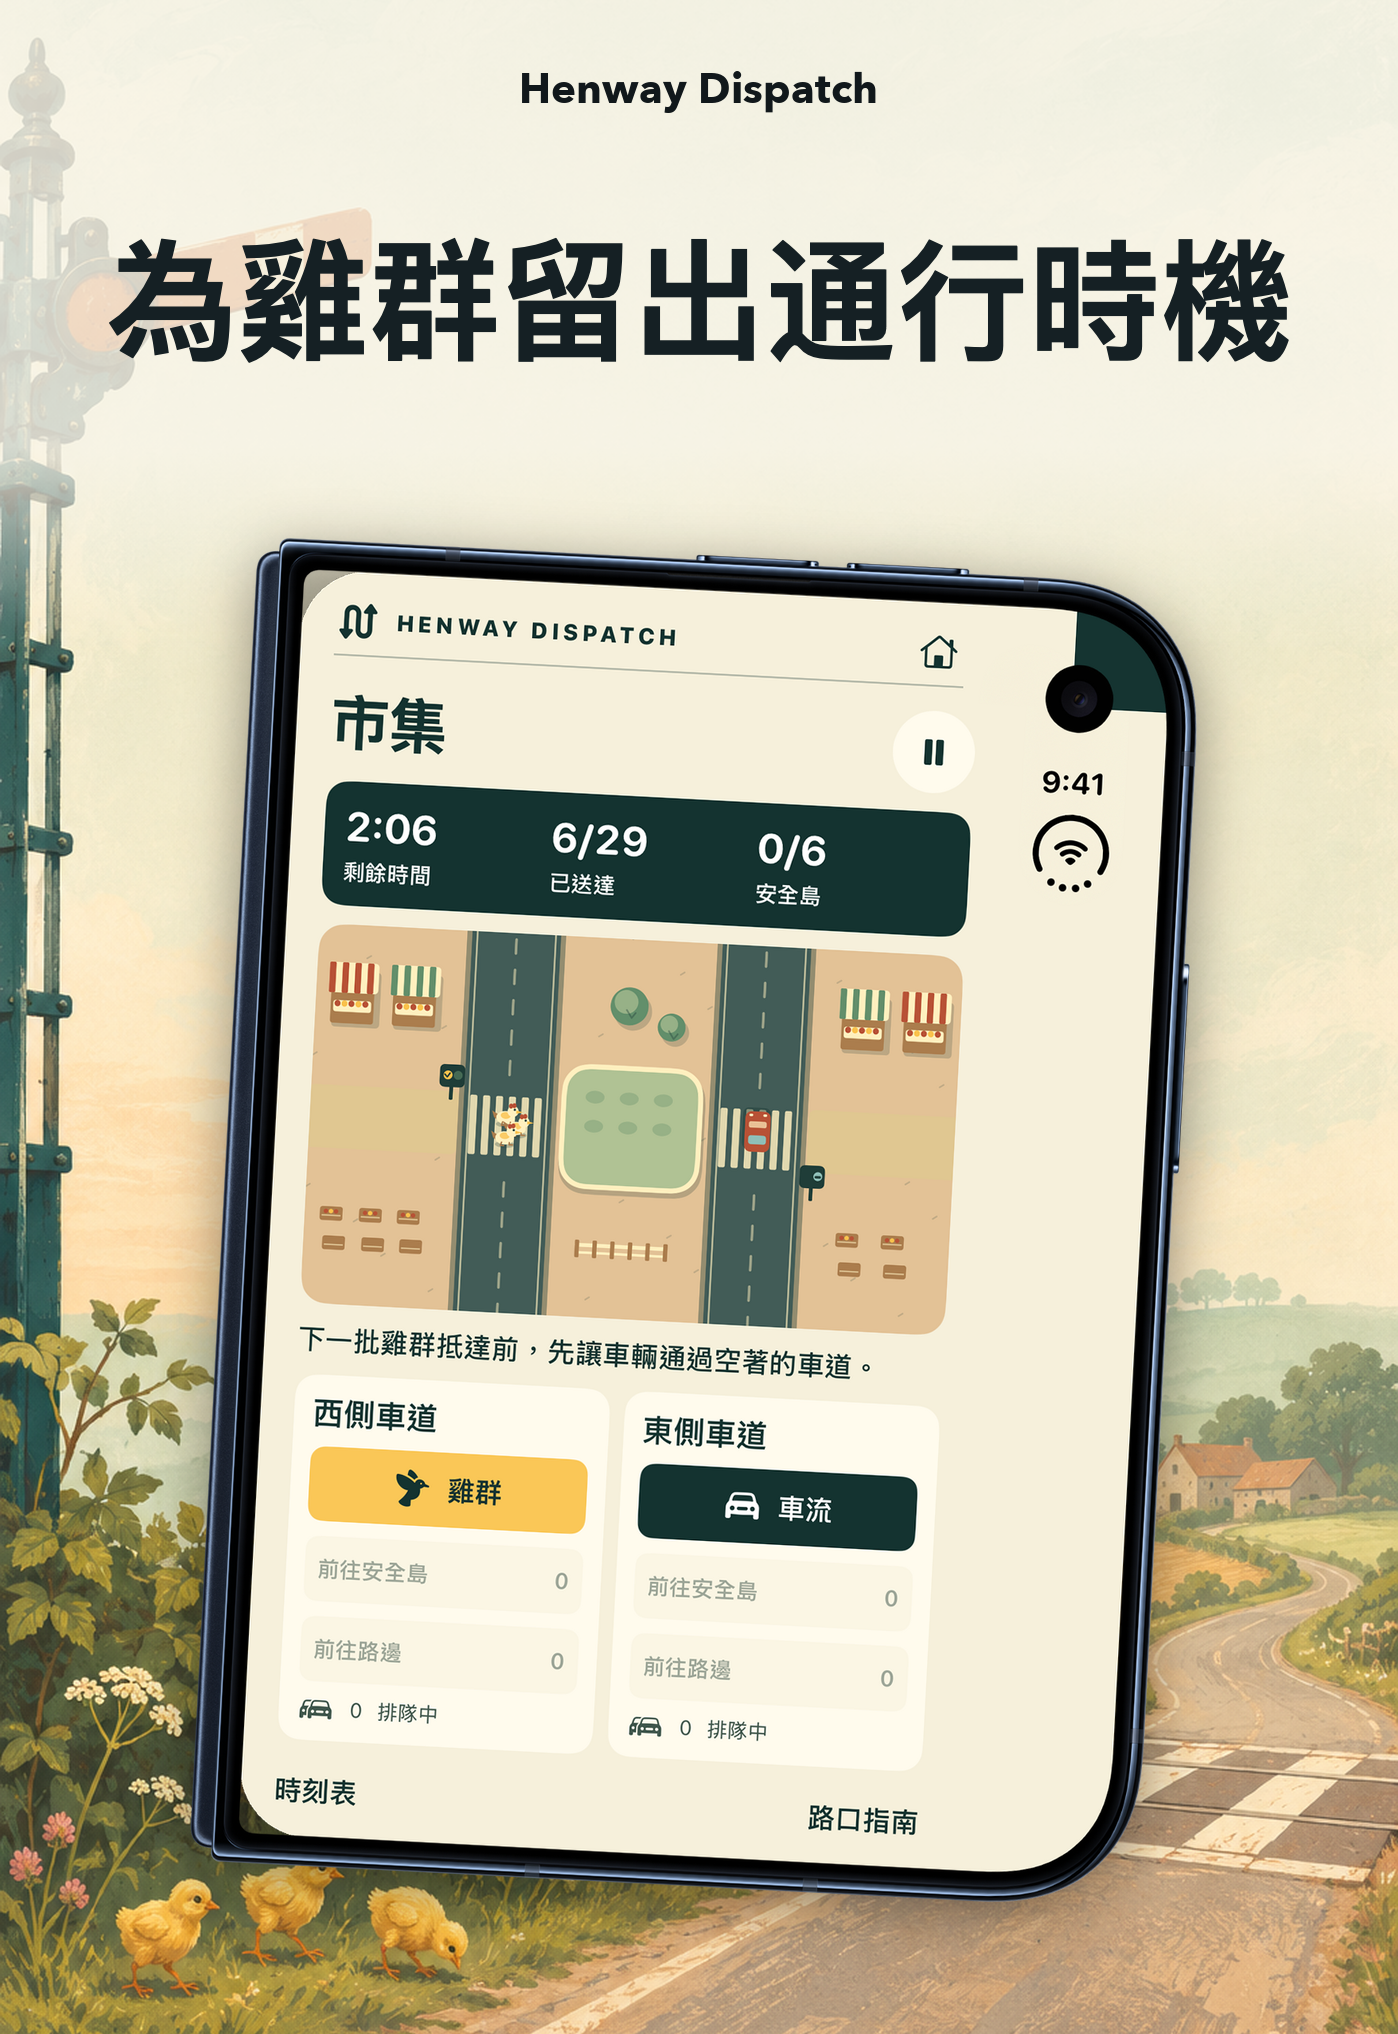 Henway Dispatch
為雞群留出通行時機
HENWAY DISPATCH
市集
9:41
2:06
剩餘時間
6/29
已送達
0/6
安全島
下一批雞群抵達前，先讓車輛通過空著的車道。
西側車道
雞群
前往安全島 0
前往路邊 0
0 排隊中
東側車道
車流
前往安全島 0
前往路邊 0
0 排隊中
時刻表
路口指南